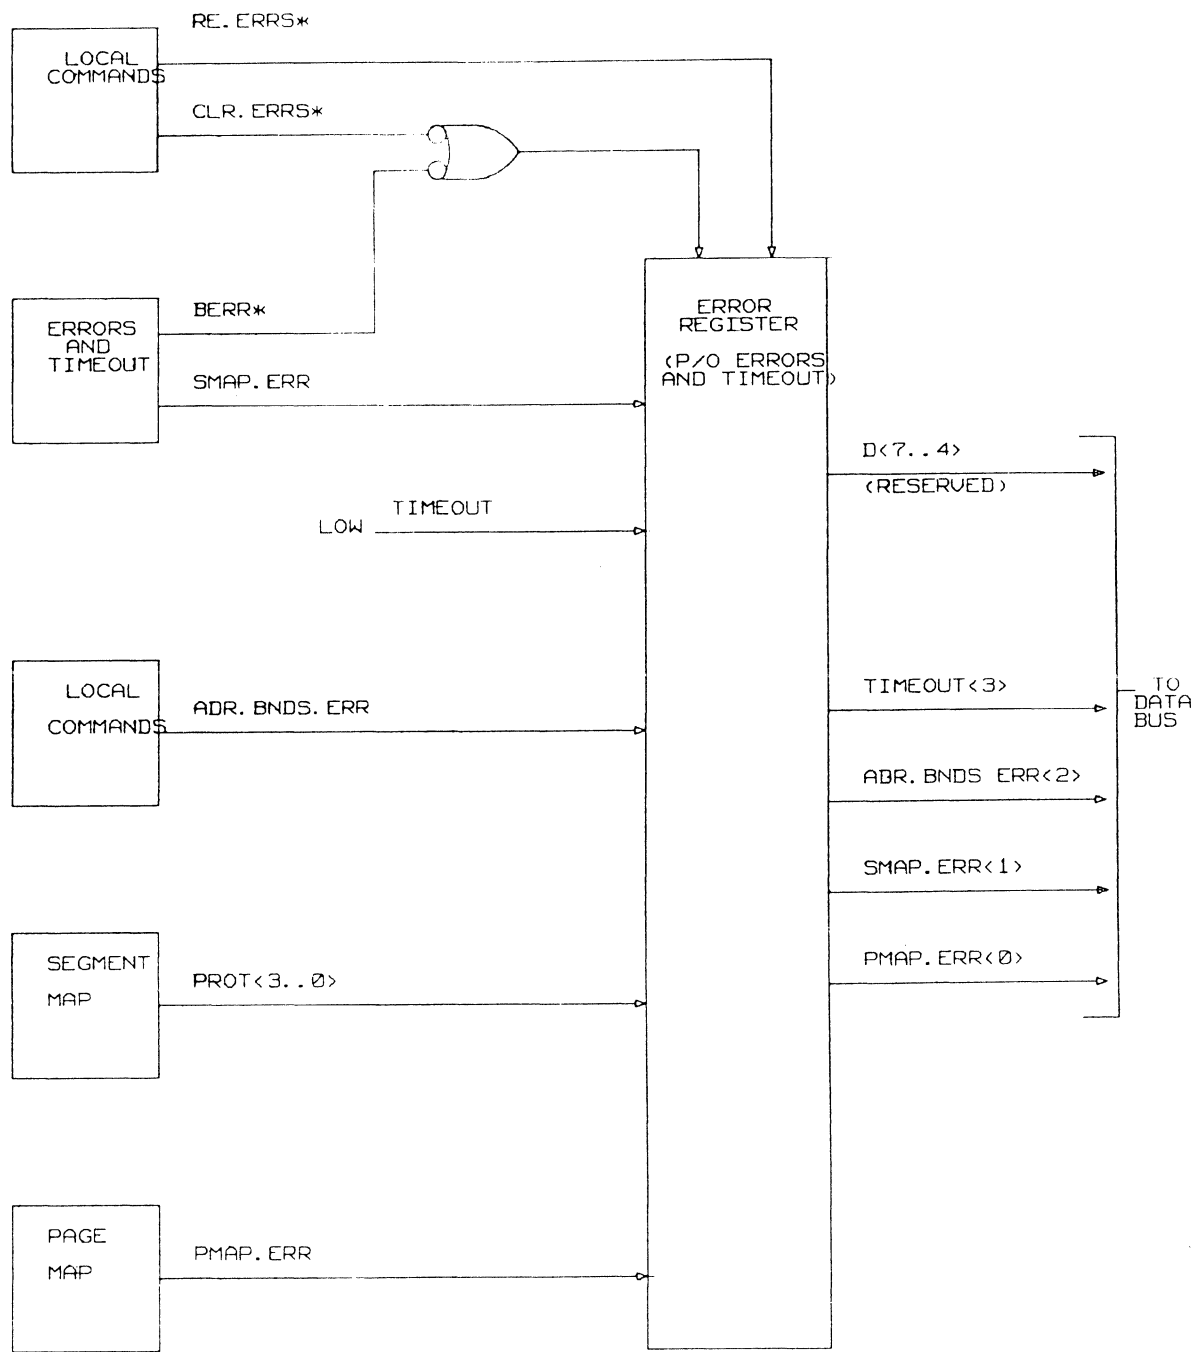 RE.ERRS*
LOCAL
COMMANDS
CLR.ERRS*
BERR*
ERRORS
AND
TIMEOUT
SMAP.ERR
ERROR
REGISTER
(P/O ERRORS
AND TIMEOUT)
D<7..4>
(RESERVED)
TIMEOUT
LOW
LOCAL
COMMANDS
ADR.BNDS.ERR
TIMEOUT<3>
TO
DATA
BUS
ADR.BNDS ERR<2>
SMAP.ERR<1>
SEGMENT
MAP
PROT<3..0>
PMAP.ERR<0>
PAGE
MAP
PMAP.ERR